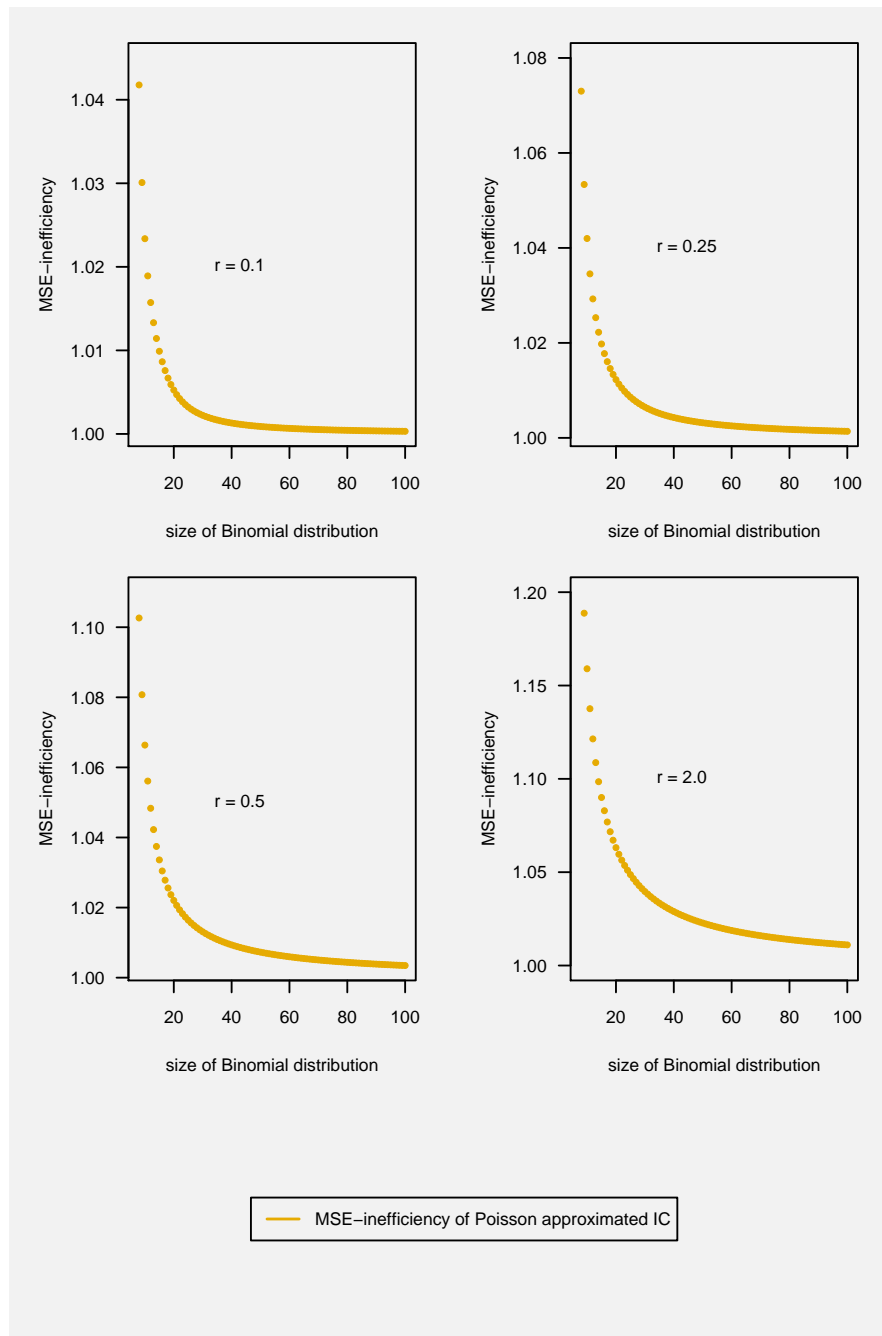 MSE−inefficiency
1.04
1.03
1.02
1.01
1.00
r = 0.1
20 40 60 80 100
size of Binomial distribution
MSE−inefficiency
1.08
1.06
1.04
1.02
1.00
r = 0.25
20 40 60 80 100
size of Binomial distribution
MSE−inefficiency
1.10
1.08
1.06
1.04
1.02
1.00
r = 0.5
20 40 60 80 100
size of Binomial distribution
MSE−inefficiency
1.20
1.15
1.10
1.05
1.00
r = 2.0
20 40 60 80 100
size of Binomial distribution
MSE−inefficiency of Poisson approximated IC